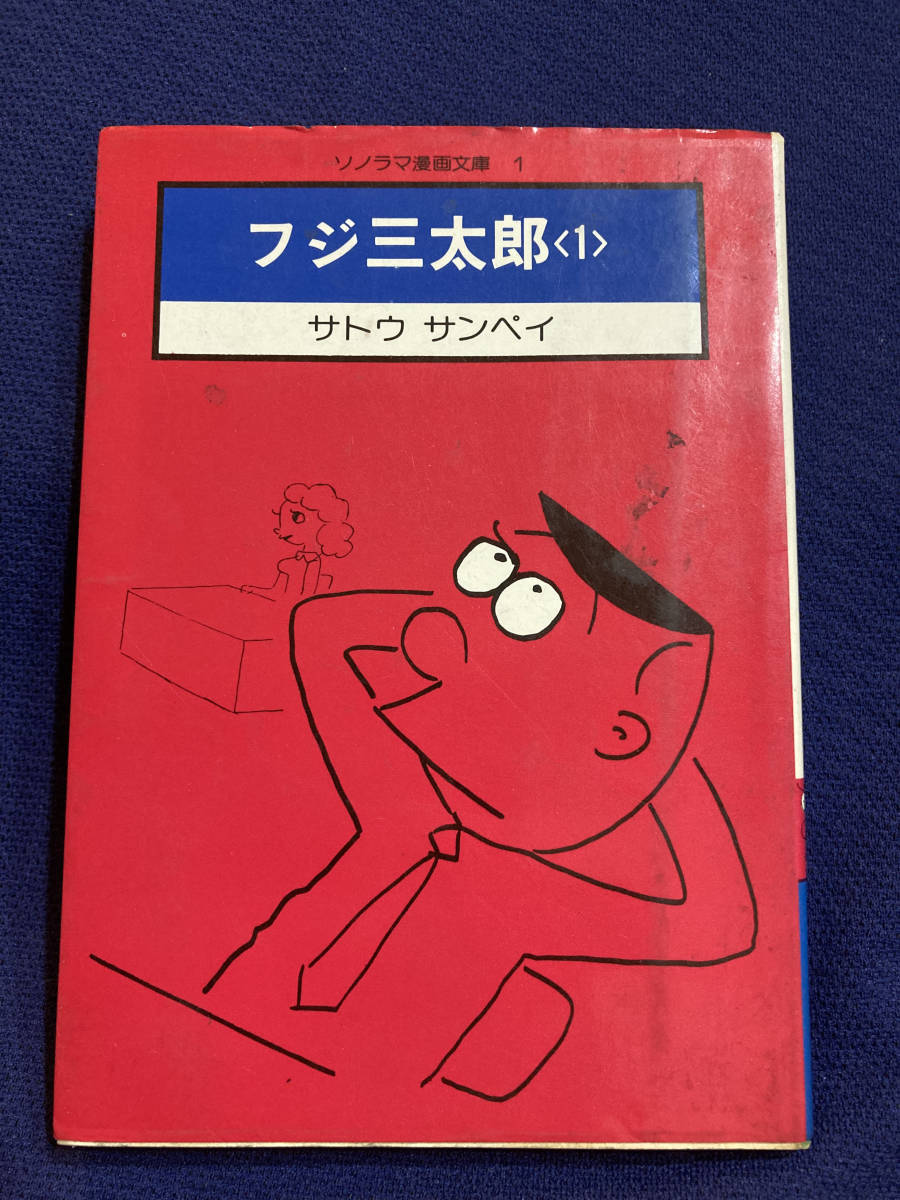 ソノラマ漫画文庫 1
フジ三太郎〈1〉
サトウ サンペイ